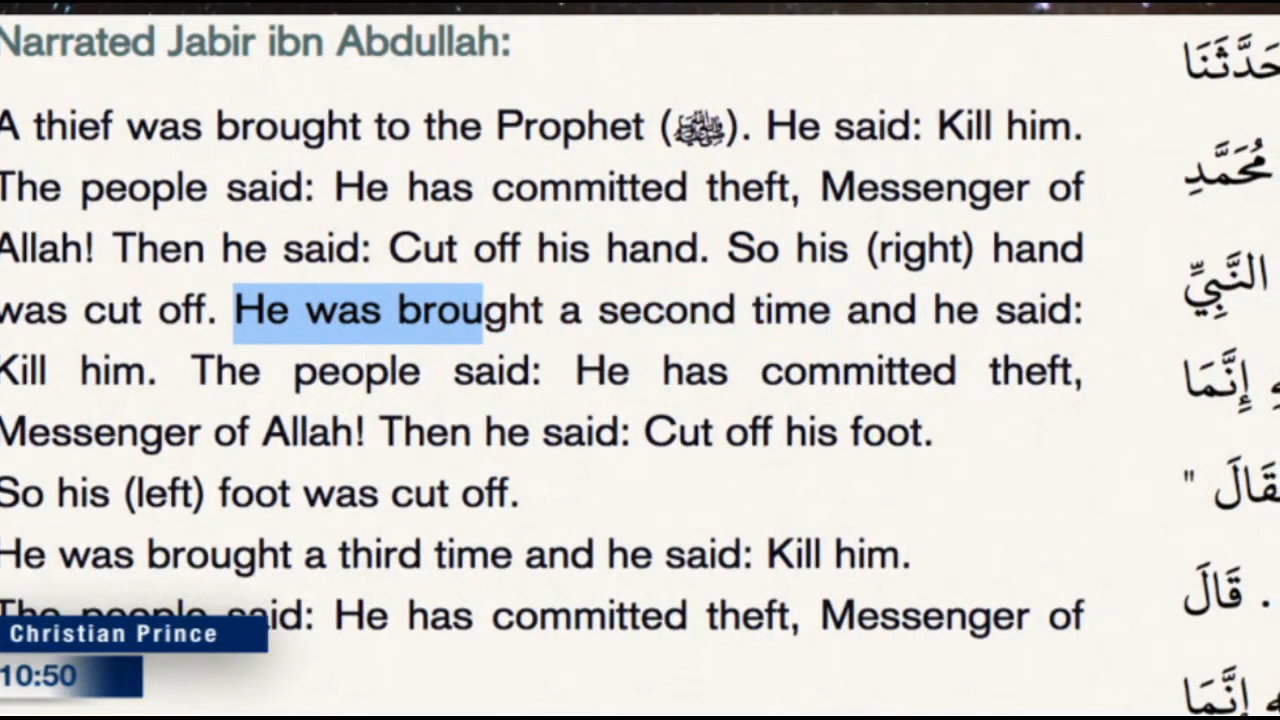 Narrated Jabir ibn Abdullah:
A thief was brought to the Prophet (ﷺ). He said: Kill him.
The people said: He has committed theft, Messenger of
Allah! Then he said: Cut off his hand. So his (right) hand
was cut off. He was brought a second time and he said:
Kill him. The people said: He has committed theft,
Messenger of Allah! Then he said: Cut off his foot.
So his (left) foot was cut off.
He was brought a third time and he said: Kill him.
The people said: He has committed theft, Messenger of
Christian Prince
10:50
حَدَّثَنَا
مُحَمَّدِ
النَّبِيِّ
إِنَّمَا
فَقَالَ "
. قَالَ
إِنَّمَا